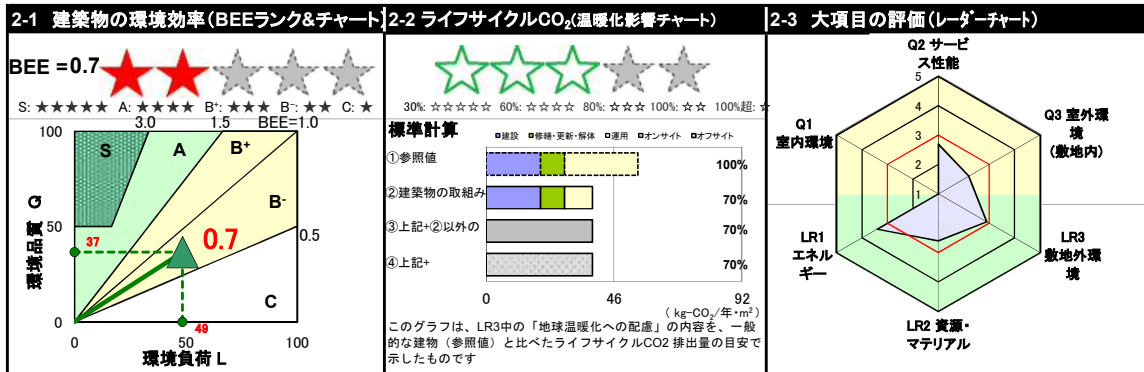 2-1 建築物の環境効率(BEEランク&チャート)
BEE = 0.7
S: ★★★★★ A: ★★★★ B⁺: ★★★ B⁻: ★★ C: ★
3.0 1.5 BEE=1.0
100
S
A
B⁺
B⁻
50
0.5
37
0.7
C
0
49
0 50 100
環境品質 Q
環境負荷 L
2-2 ライフサイクルCO₂(温暖化影響チャート)
30%: ☆☆☆☆☆ 60%: ☆☆☆☆ 80%: ☆☆☆ 100%: ☆☆ 100%超: ☆
標準計算
建設 修繕・更新・解体 運用 オンサイト オフサイト
①参照値 100%
②建築物の取組み 70%
③上記+②以外の 70%
④上記+ 70%
0 46 92
( kg-CO₂/年・m²)
このグラフは、LR3中の「地球温暖化への配慮」の内容を、一般
的な建物(参照値)と比べたライフサイクルCO2 排出量の目安で
示したものです
2-3 大項目の評価(レーダーチャート)
Q2 サービ
ス性能
5
4
3
2
1
Q1
室内環境
Q3 室外環
境
(敷地内)
LR1
エネル
ギー
LR3
敷地外環
境
LR2 資源・
マテリアル